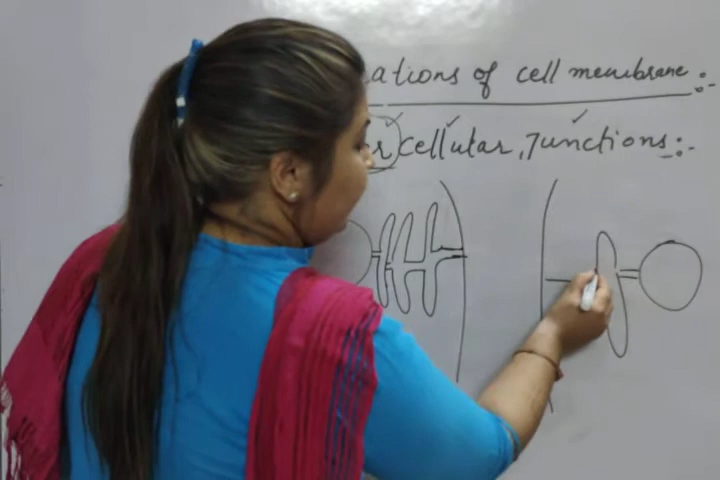 ations of cell membrane :-
r cellular Junctions :-